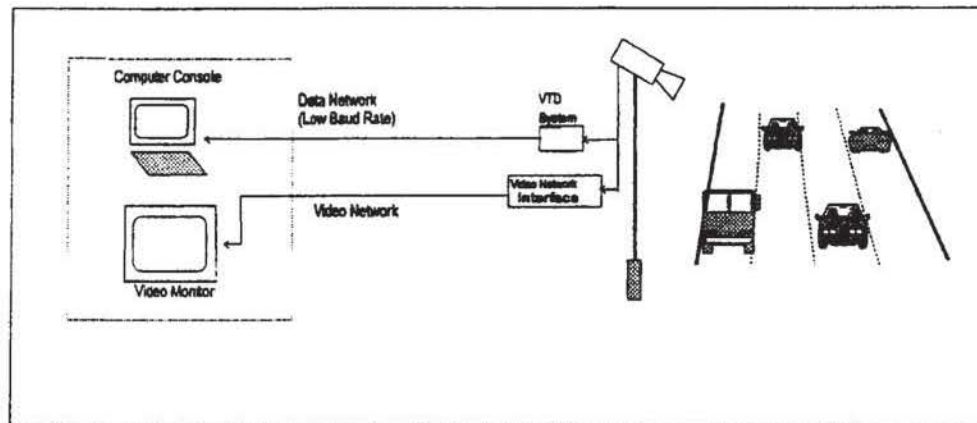 Computer Console
Data Network
(Low Baud Rate)
VTD
System
Video Network
Interface
Video Network
Video Monitor